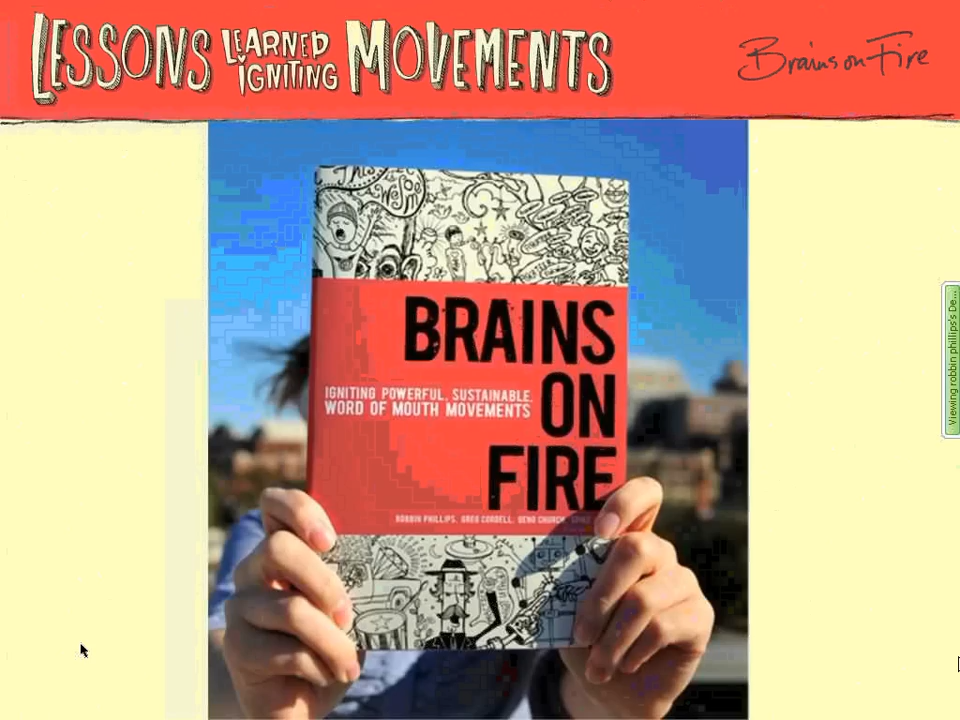 LESSONS LEARNED IGNITING MOVEMENTS
Brains on Fire
This
BRAINS
ON
FIRE
IGNITING POWERFUL, SUSTAINABLE
WORD OF MOUTH MOVEMENTS
ROBBIN PHILLIPS, GREG CORDELL, GENO CHURCH,
Viewing robbin phillips's De...